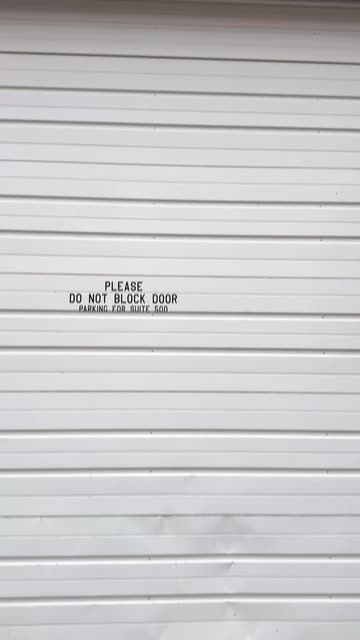 PLEASE
DO NOT BLOCK DOOR
PARKING FOR SUITE 500